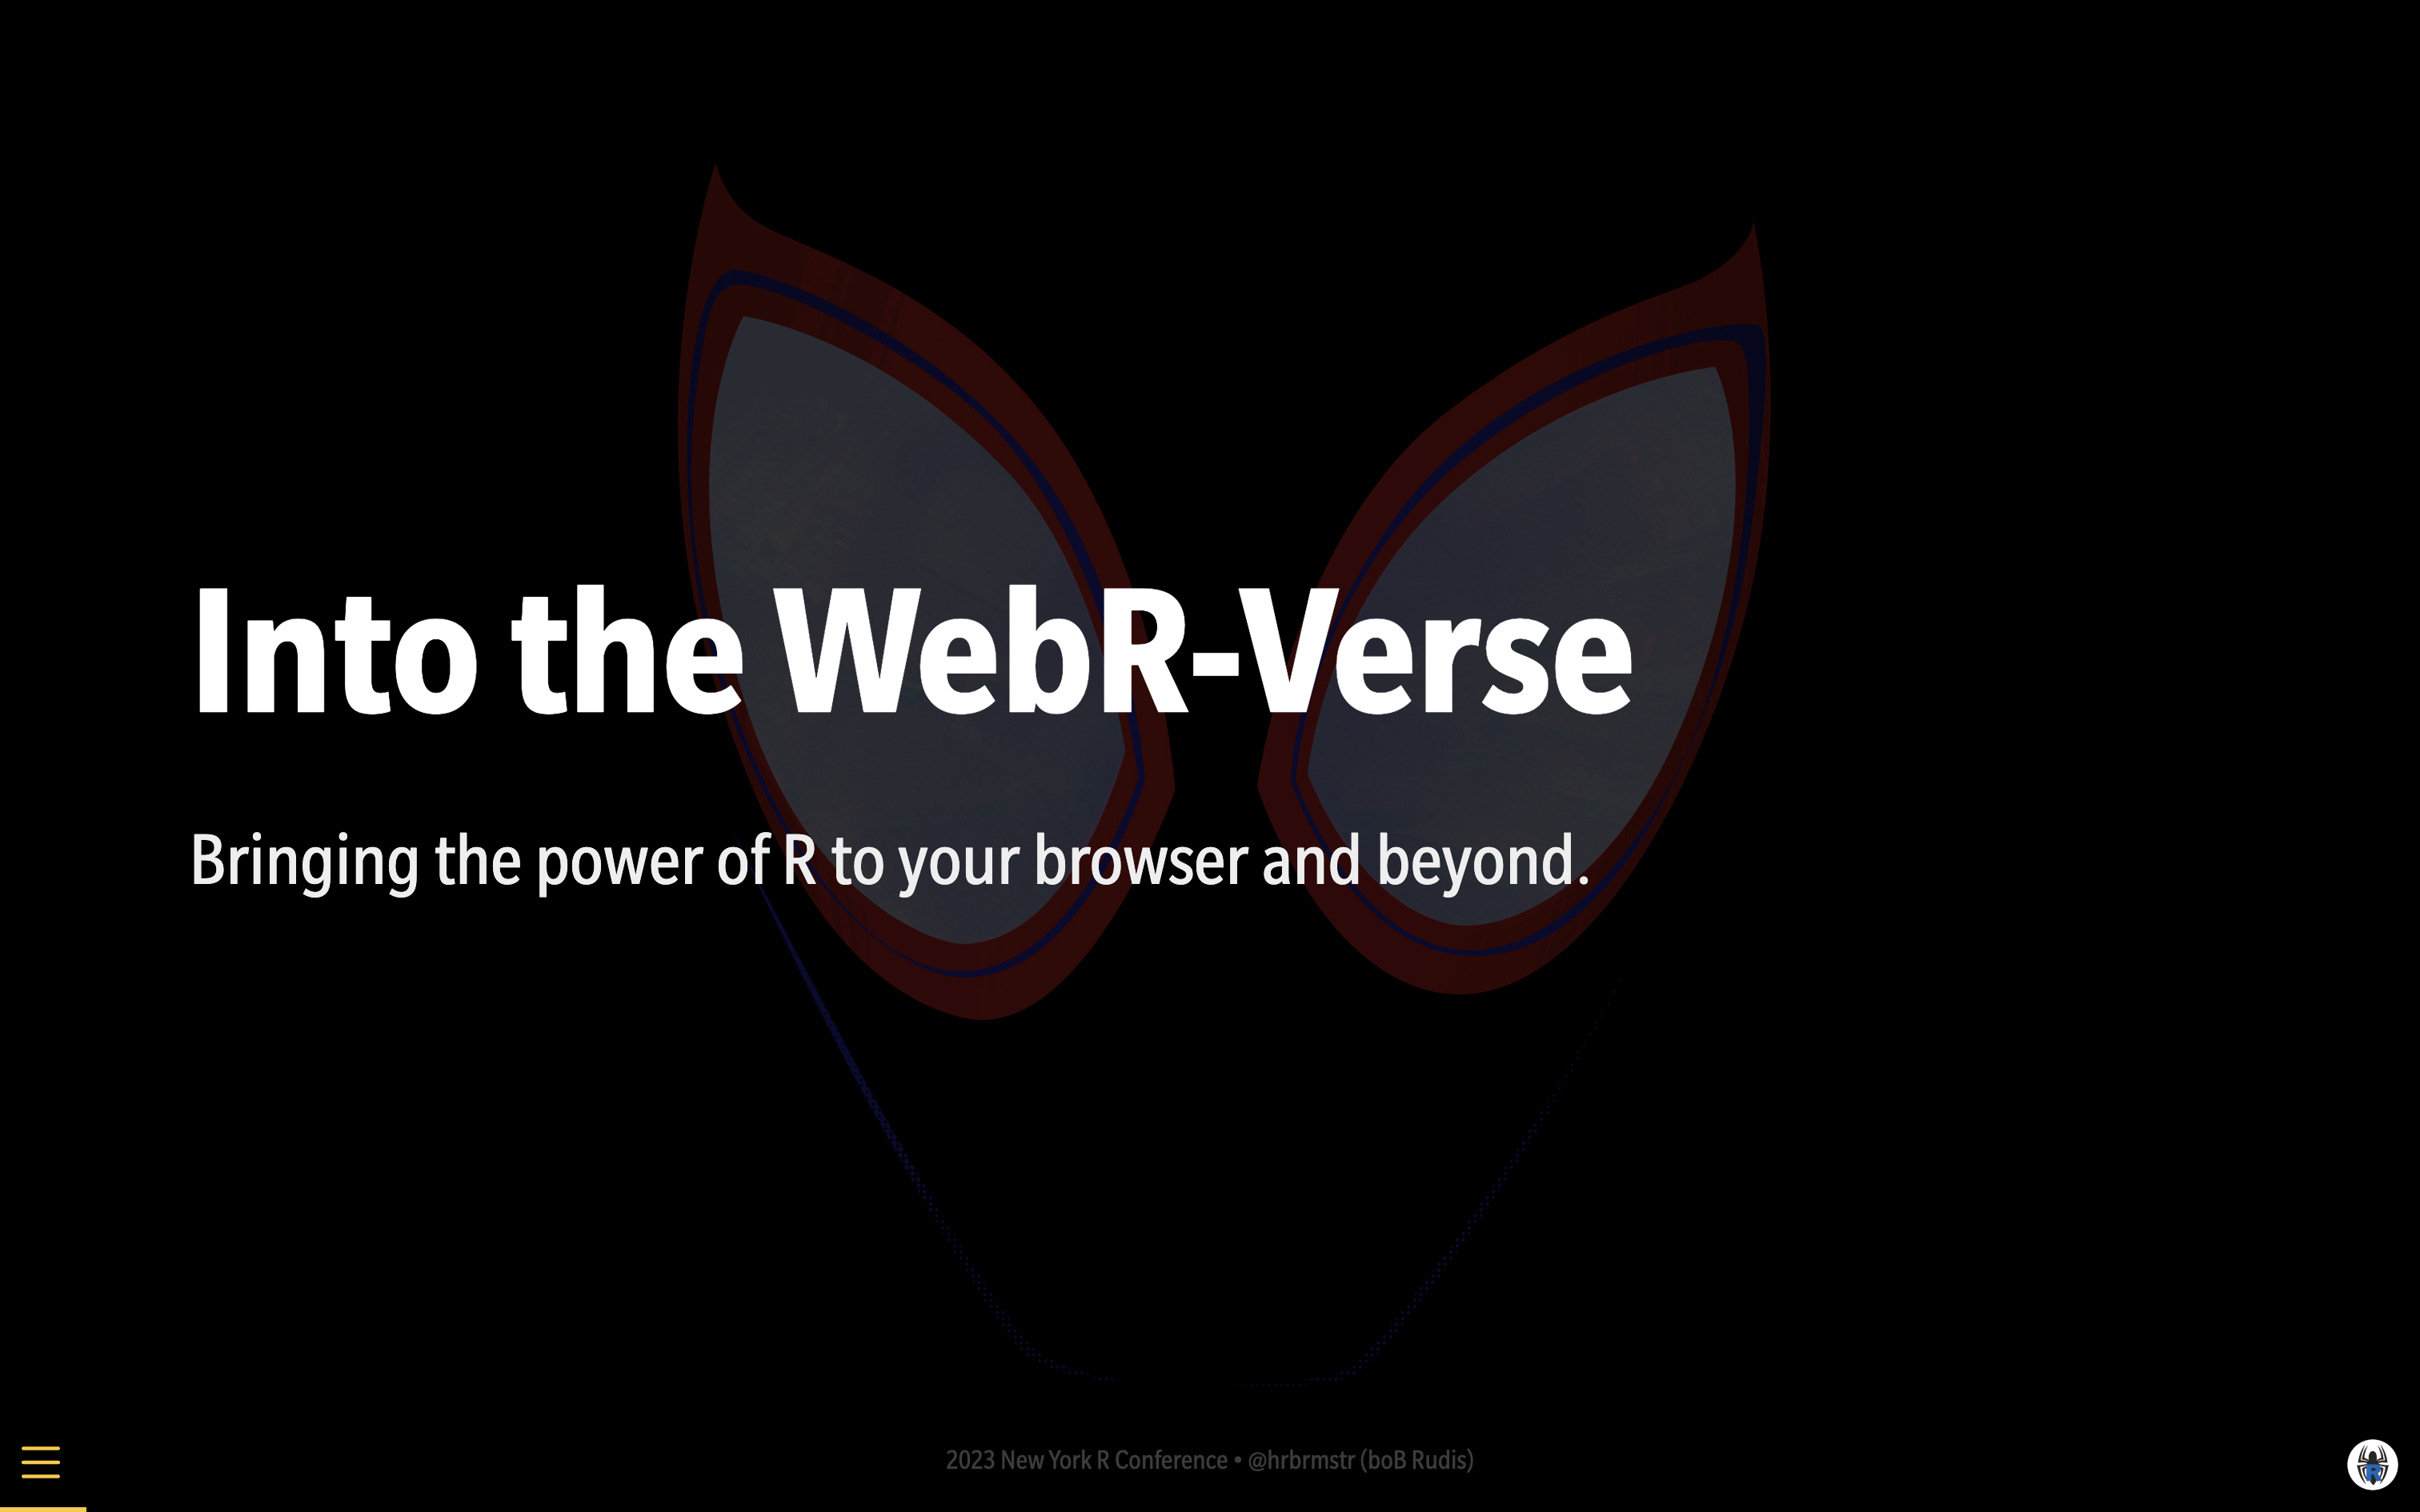 Into the WebR-Verse
Bringing the power of R to your browser and beyond.
2023 New York R Conference • @hrbrmstr (boB Rudis)
R